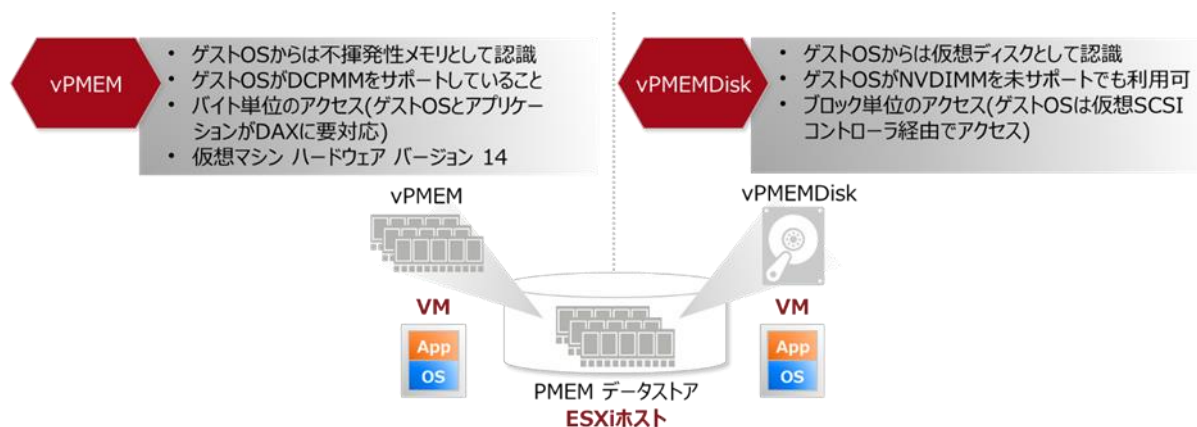 vPMEM
• ゲストOSからは不揮発性メモリとして認識
• ゲストOSがDCPMMをサポートしていること
• バイト単位のアクセス(ゲストOSとアプリケー
ションがDAXに要対応)
• 仮想マシン ハードウェア バージョン 14
vPMEMDisk
• ゲストOSからは仮想ディスクとして認識
• ゲストOSがNVDIMMを未サポートでも利用可
• ブロック単位のアクセス(ゲストOSは仮想SCSI
コントローラ経由でアクセス)
vPMEM
vPMEMDisk
VM
App
OS
VM
App
OS
PMEM データストア
ESXiホスト